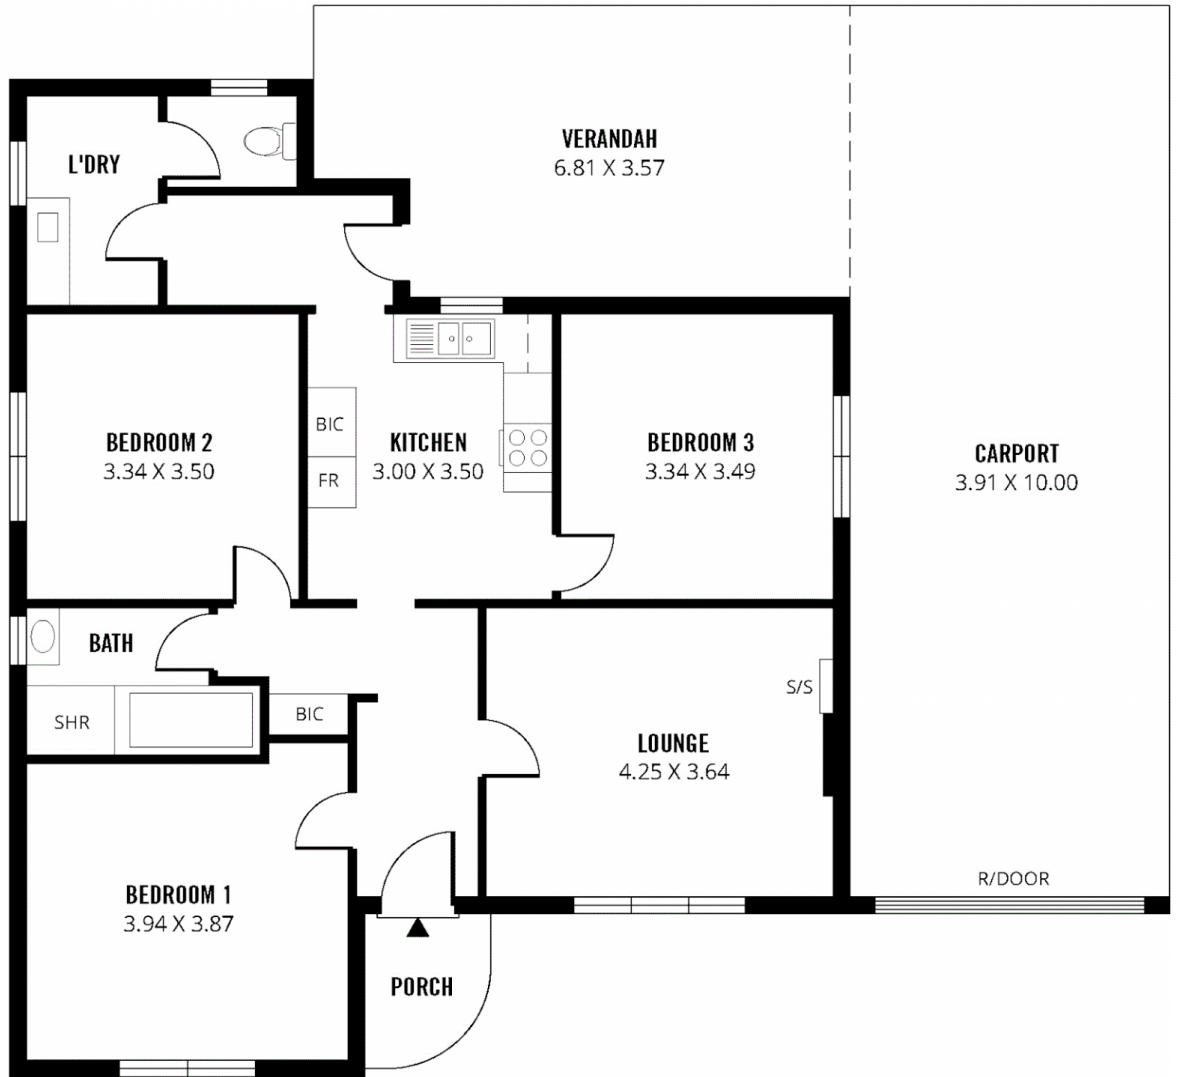 VERANDAH
6.81 X 3.57
L'DRY
BEDROOM 2
3.34 X 3.50
BIC
FR
KITCHEN
3.00 X 3.50
BEDROOM 3
3.34 X 3.49
CARPORT
3.91 X 10.00
BATH
SHR
BIC
S/S
LOUNGE
4.25 X 3.64
BEDROOM 1
3.94 X 3.87
R/DOOR
PORCH